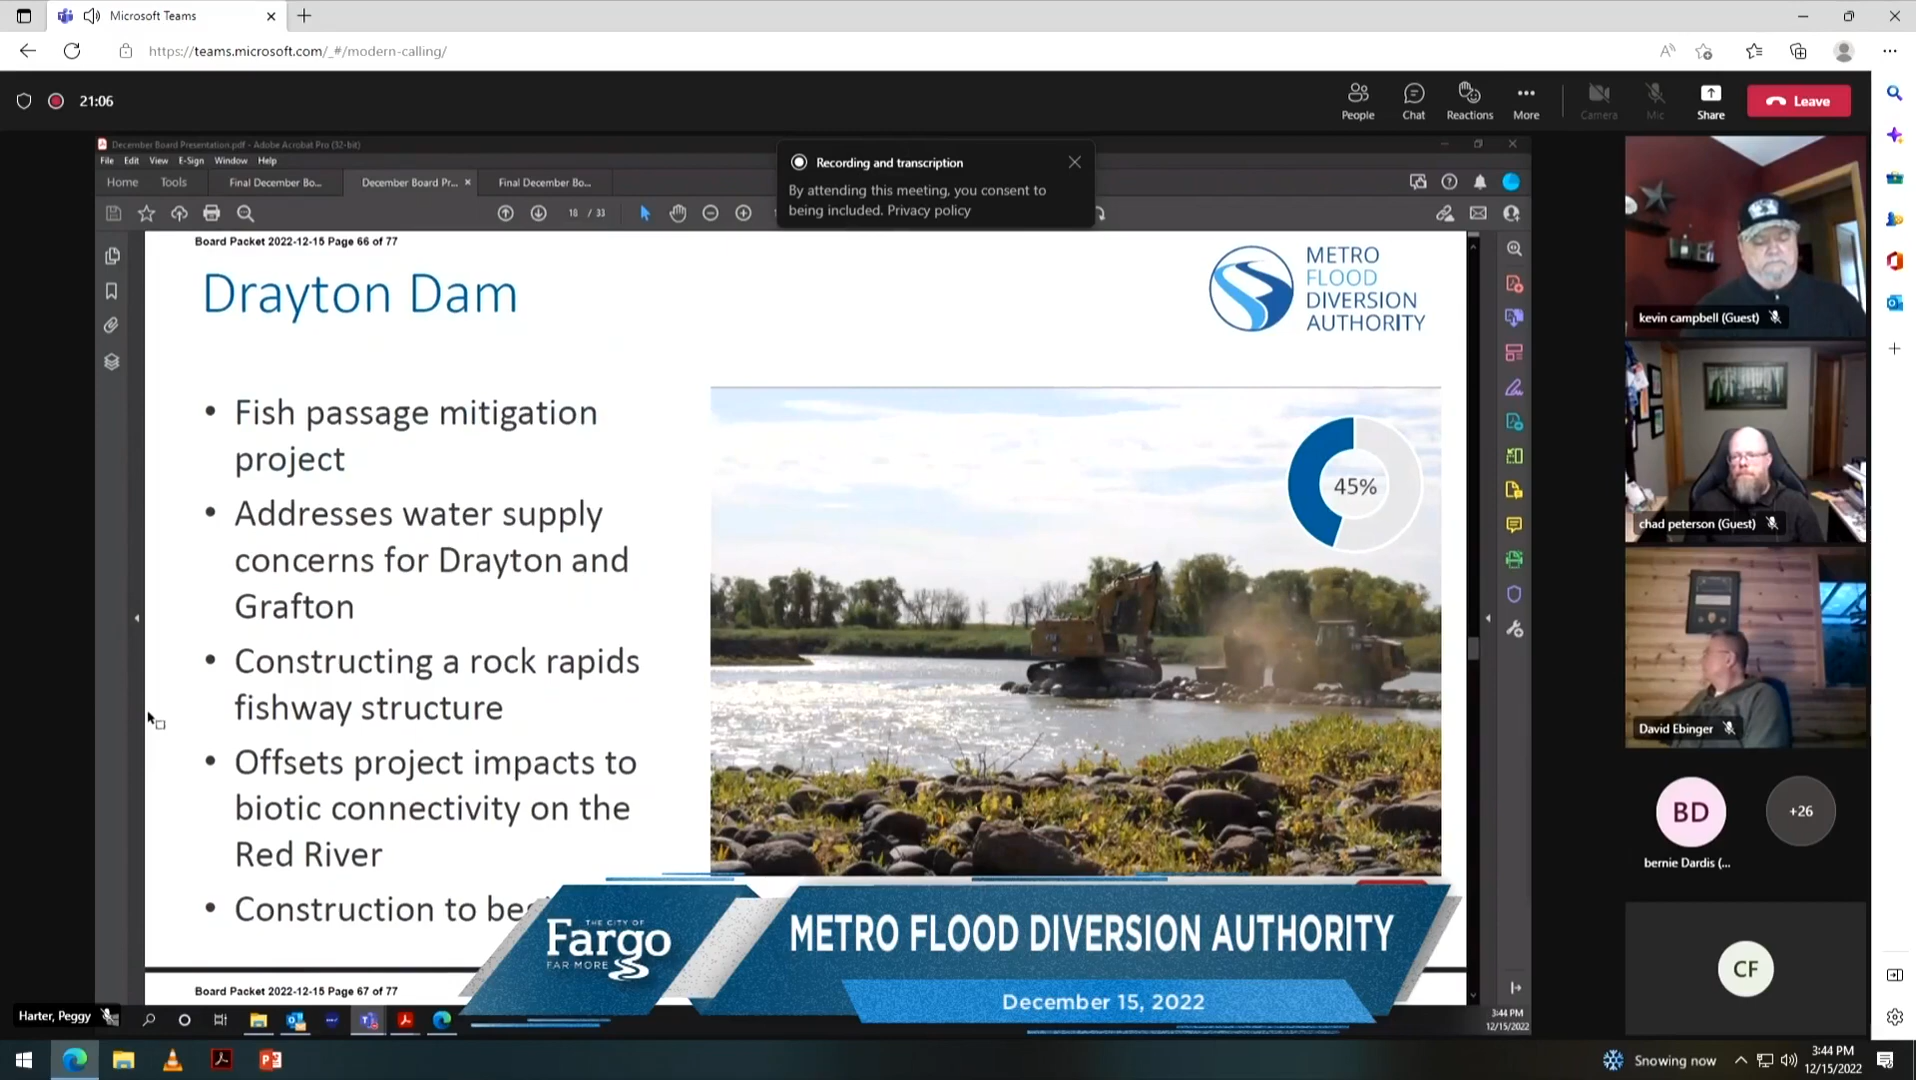 Microsoft Teams
https://teams.microsoft.com/_#/modern-calling/
21:06
People
Chat
Reactions
More
Camera
Mic
Share
Leave
December Board Presentation.pdf - Adobe Acrobat Pro (32-bit)
File Edit View E-Sign Window Help
Home Tools Final December Bo... December Board Pr... Final December Bo...
18 / 33
Recording and transcription
By attending this meeting, you consent to
being included. Privacy policy
Board Packet 2022-12-15 Page 66 of 77
Drayton Dam
METRO
FLOOD
DIVERSION
AUTHORITY
• Fish passage mitigation
project
• Addresses water supply
concerns for Drayton and
Grafton
• Constructing a rock rapids
fishway structure
• Offsets project impacts to
biotic connectivity on the
Red River
• Construction to be
45%
kevin campbell (Guest)
chad peterson (Guest)
David Ebinger
BD
+26
bernie Dardis (...
CF
THE CITY OF
Fargo
FAR MORE
METRO FLOOD DIVERSION AUTHORITY
December 15, 2022
Board Packet 2022-12-15 Page 67 of 77
Harter, Peggy
3:44 PM
12/15/2022
Snowing now
3:44 PM
12/15/2022